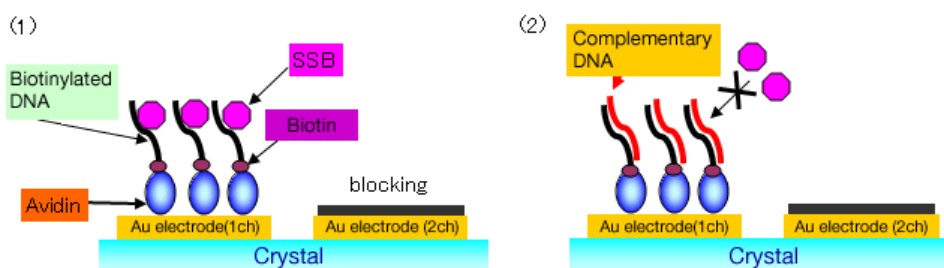 (1)
SSB
Biotinylated
DNA
Biotin
Avidin
blocking
Au electrode(1ch)
Au electrode (2ch)
Crystal
(2)
Complementary
DNA
Au electrode(1ch)
Au electrode (2ch)
Crystal